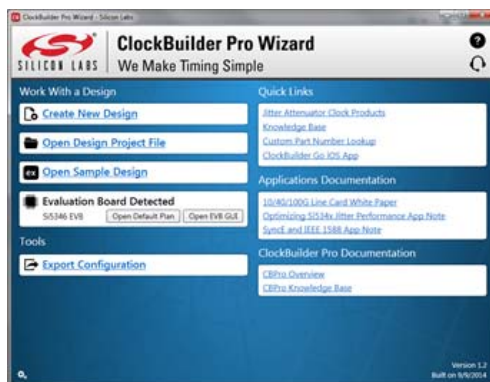 ClockBuilder Pro Wizard - Silicon Labs
SILICON LABS
ClockBuilder Pro Wizard
We Make Timing Simple
Work With a Design
Create New Design
Open Design Project File
ex
Open Sample Design
Evaluation Board Detected
Si5346 EVB
Open Default Plan
Open EVB GUI
Tools
Export Configuration
Quick Links
Jitter Attenuator Clock Products
Knowledge Base
Custom Part Number Lookup
ClockBuilder Go iOS App
Applications Documentation
10/40/100G Line Card White Paper
Optimizing Si534x Jitter Performance App Note
SyncE and IEEE 1588 App Note
ClockBuilder Pro Documentation
CBPro Overview
CBPro Knowledge Base
Version 1.2
Built on 9/9/2014